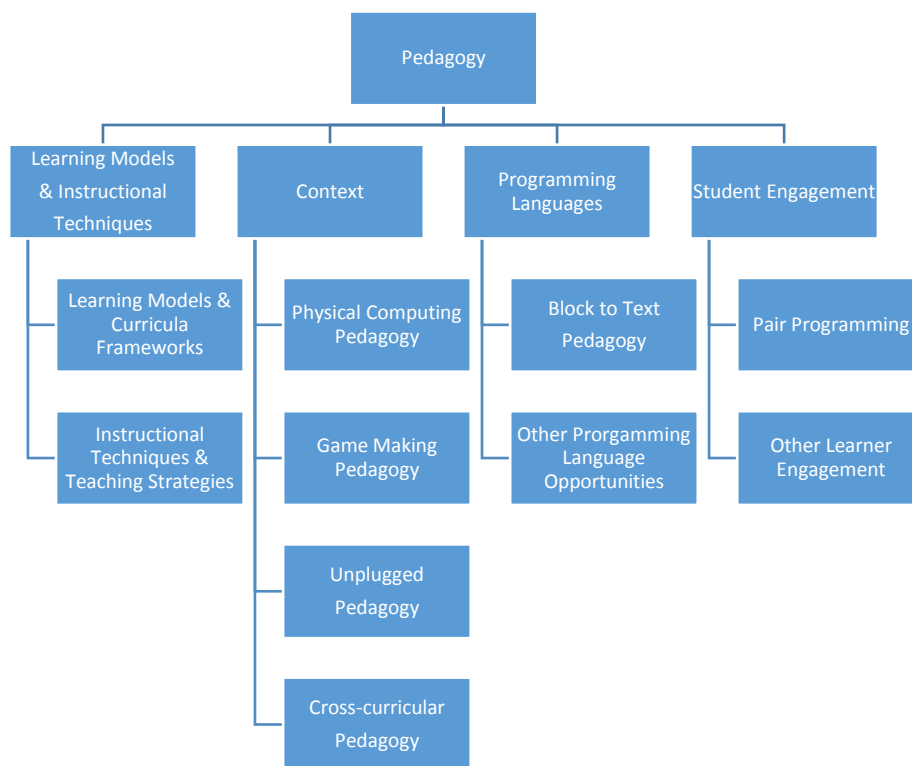 Pedagogy
Learning Models
& Instructional
Techniques
Context
Programming
Languages
Student Engagement
Learning Models &
Curricula
Frameworks
Physical Computing
Pedagogy
Block to Text
Pedagogy
Pair Programming
Instructional
Techniques &
Teaching Strategies
Game Making
Pedagogy
Other Prorgamming
Language
Opportunities
Other Learner
Engagement
Unplugged
Pedagogy
Cross-curricular
Pedagogy